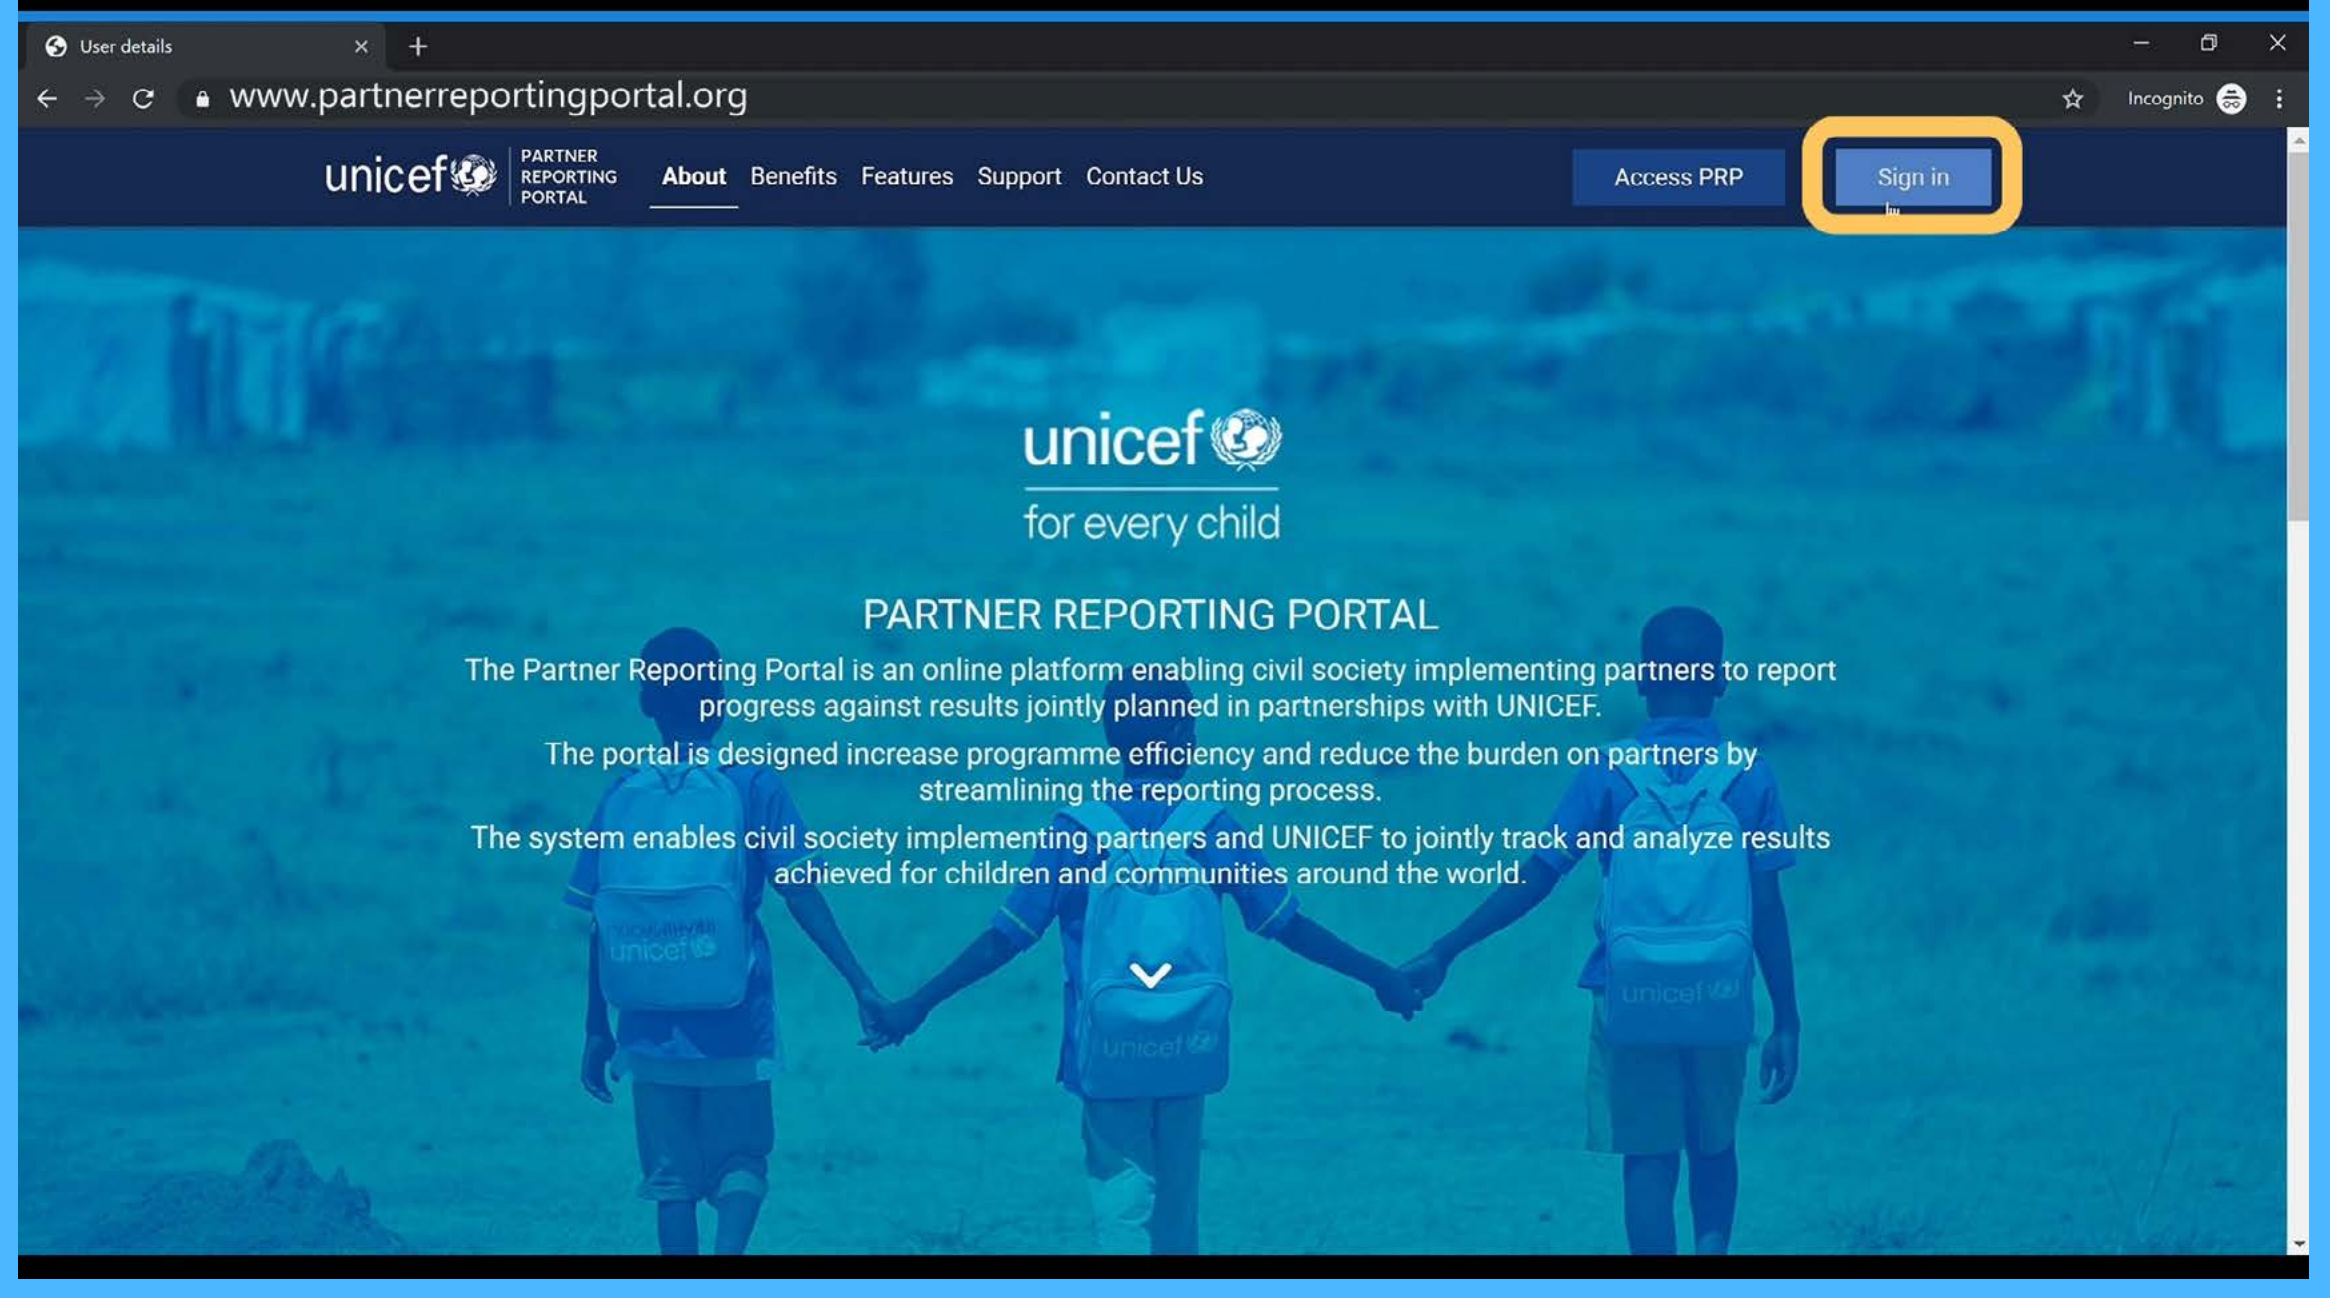 User details
www.partnerreportingportal.org
Incognito
unicef
PARTNER
REPORTING
PORTAL
About Benefits Features Support Contact Us
Access PRP
Sign in
unicef
for every child
PARTNER REPORTING PORTAL
The Partner Reporting Portal is an online platform enabling civil society implementing partners to report
progress against results jointly planned in partnerships with UNICEF.
The portal is designed increase programme efficiency and reduce the burden on partners by
streamlining the reporting process.
The system enables civil society implementing partners and UNICEF to jointly track and analyze results
achieved for children and communities around the world.
unicef
unicef
unicef